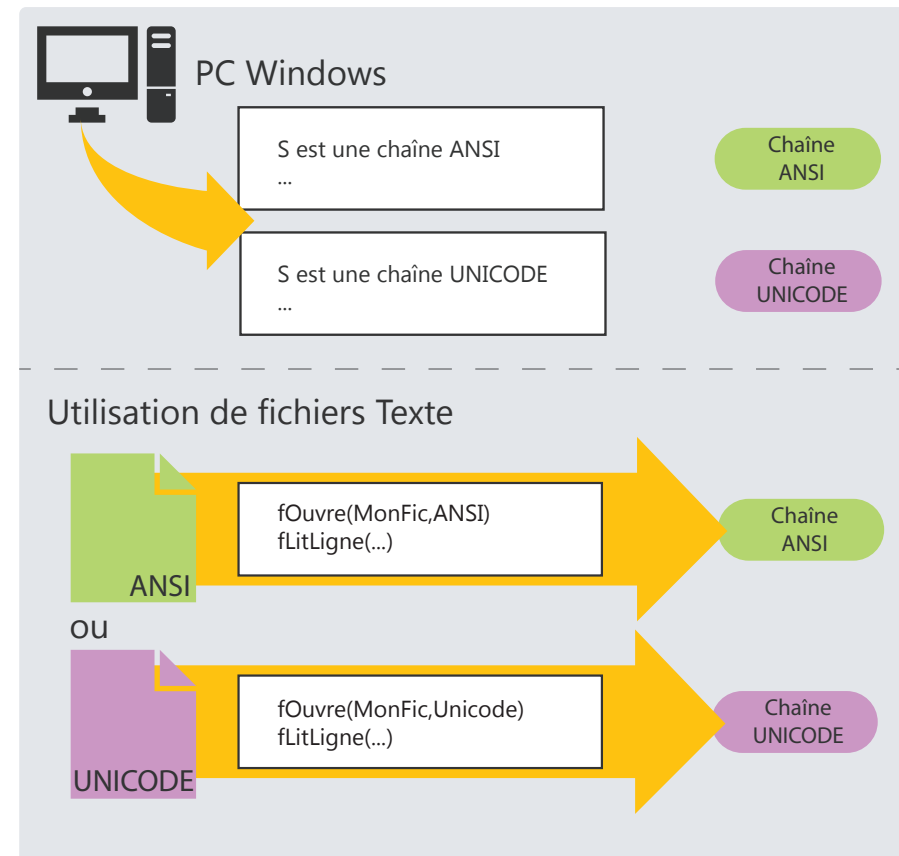 PC Windows
S est une chaîne ANSI
...
Chaîne
ANSI
S est une chaîne UNICODE
...
Chaîne
UNICODE
Utilisation de fichiers Texte
ANSI
fOuvre(MonFic,ANSI)
fLitLigne(...)
Chaîne
ANSI
ou
UNICODE
fOuvre(MonFic,Unicode)
fLitLigne(...)
Chaîne
UNICODE